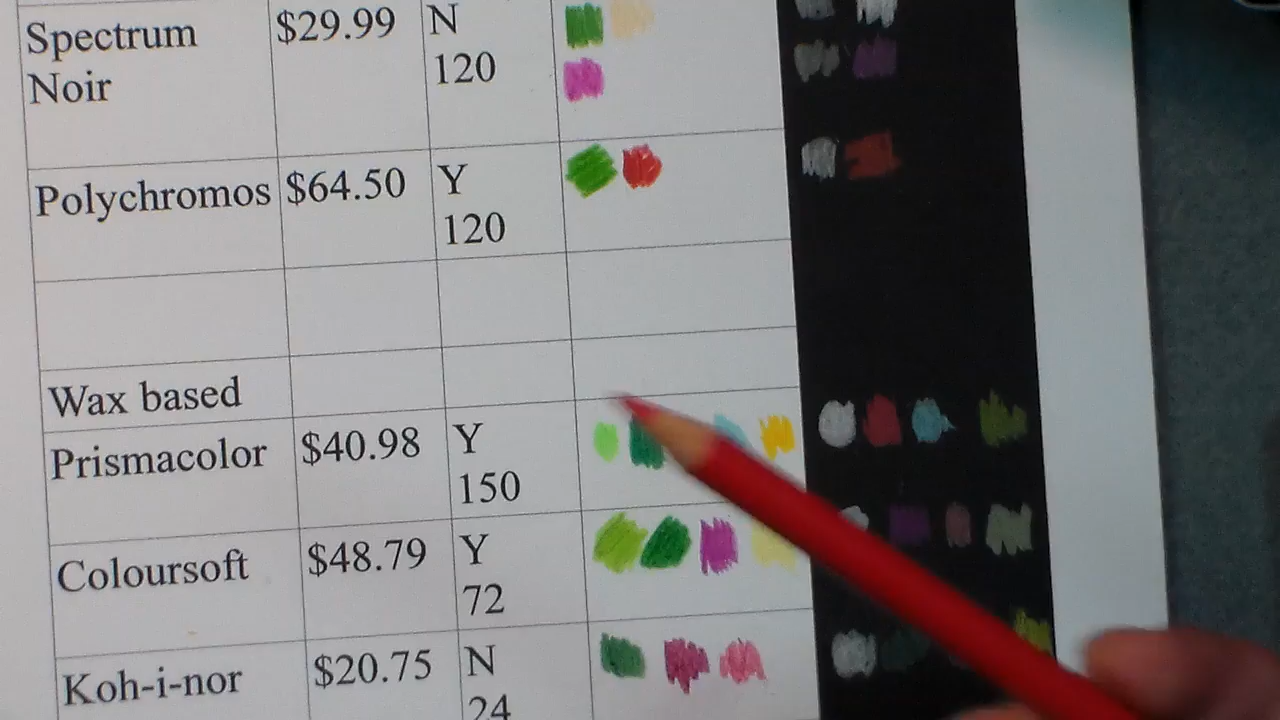 Spectrum Noir $29.99 N
120
Polychromos $64.50 Y
120
Wax based
Prismacolor $40.98 Y
150
Coloursoft $48.79 Y
72
Koh-i-nor $20.75 N
24